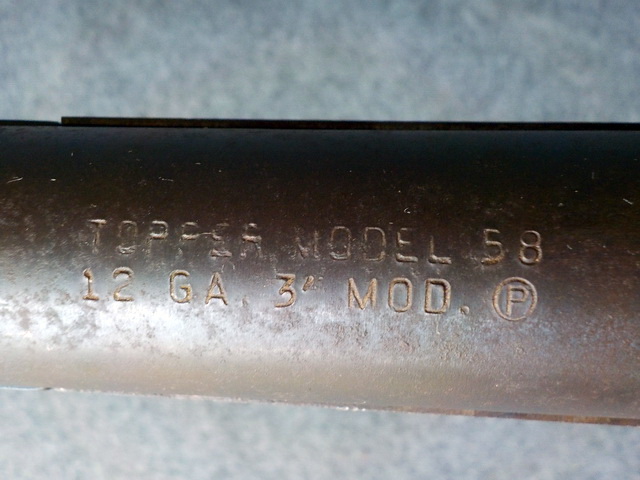 TOPPER MODEL 58
12 GA. 3" MOD. Ⓟ